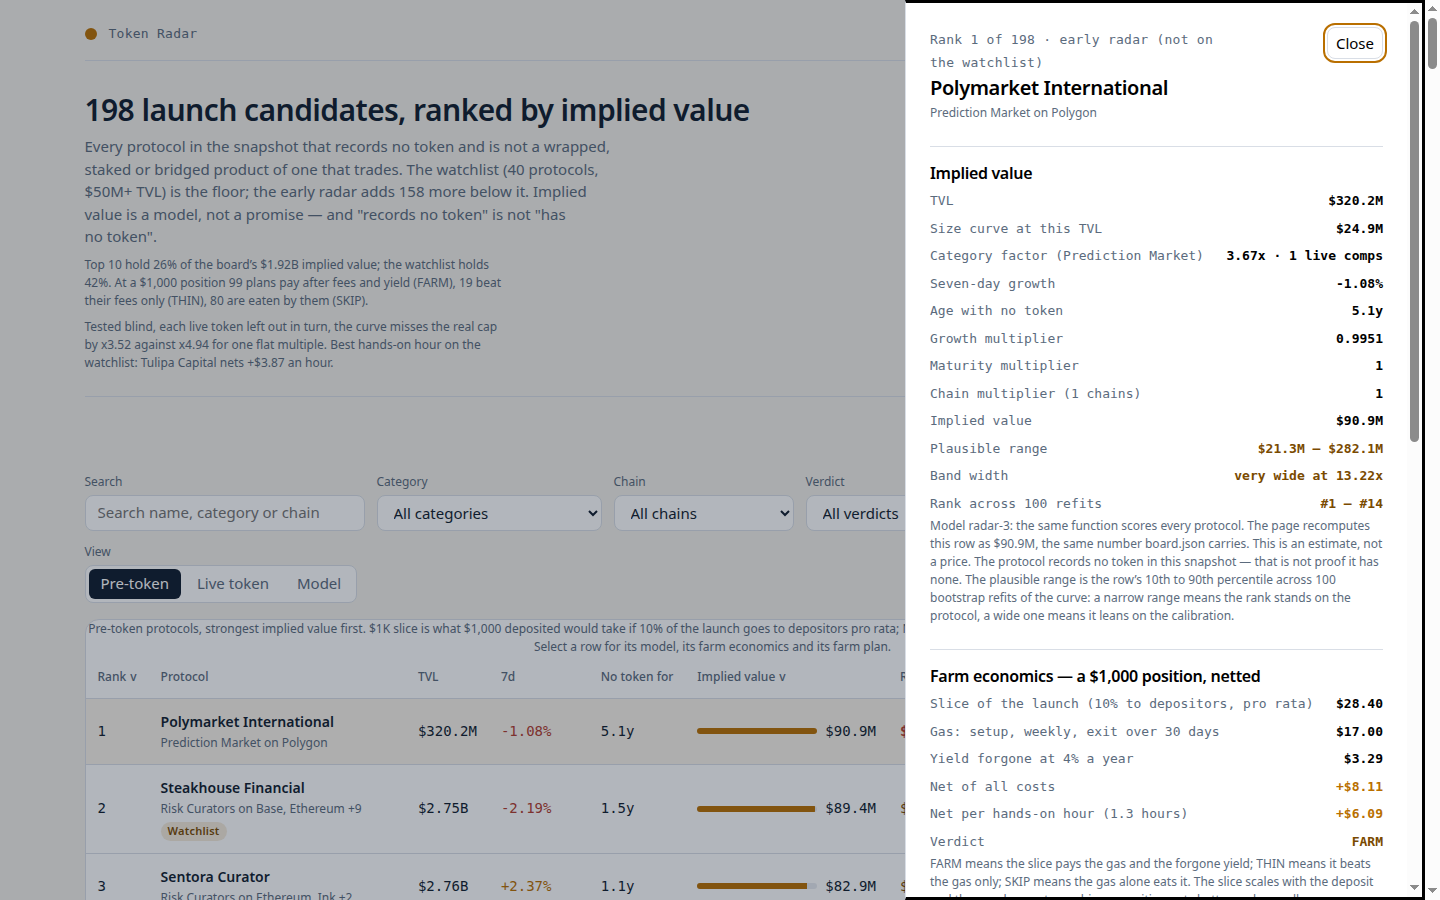 Token Radar
198 launch candidates, ranked by implied value
Every protocol in the snapshot that records no token and is not a wrapped,
staked or bridged product of one that trades. The watchlist (40 protocols,
$50M+ TVL) is the floor; the early radar adds 158 more below it. Implied
value is a model, not a promise — and "records no token" is not "has
no token".
Top 10 hold 26% of the board's $1.92B implied value; the watchlist holds
42%. At a $1,000 position 99 plans pay after fees and yield (FARM), 19 beat
their fees only (THIN), 80 are eaten by them (SKIP).
Tested blind, each live token left out in turn, the curve misses the real cap
by x3.52 against x4.94 for one flat multiple. Best hands-on hour on the
watchlist: Tulipa Capital nets +$3.87 an hour.
Search
Category
Chain
Verdict
Search name, category or chain
All categories
All chains
All verdicts
View
Pre-token
Live token
Model
Pre-token protocols, strongest implied value first. $1K slice is what $1,000 deposited would take if 10% of the launch goes to depositors pro rata;
Select a row for its model, its farm economics and its farm plan.
Rank v
Protocol
TVL
7d
No token for
Implied value v
1
Polymarket International
Prediction Market on Polygon
$320.2M
-1.08%
5.1y
$90.9M
2
Steakhouse Financial
Risk Curators on Base, Ethereum +9
Watchlist
$2.75B
-2.19%
1.5y
$89.4M
3
Sentora Curator
Risk Curators on Ethereum, Ink +2
$2.76B
+2.37%
1.1y
$82.9M
Rank 1 of 198 · early radar (not on
the watchlist)
Close
Polymarket International
Prediction Market on Polygon
Implied value
TVL $320.2M
Size curve at this TVL $24.9M
Category factor (Prediction Market) 3.67x · 1 live comps
Seven-day growth -1.08%
Age with no token 5.1y
Growth multiplier 0.9951
Maturity multiplier 1
Chain multiplier (1 chains) 1
Implied value $90.9M
Plausible range $21.3M — $282.1M
Band width very wide at 13.22x
Rank across 100 refits #1 — #14
Model radar-3: the same function scores every protocol. The page recomputes
this row as $90.9M, the same number board.json carries. This is an estimate, not
a price. The protocol records no token in this snapshot — that is not proof it has
none. The plausible range is the row's 10th to 90th percentile across 100
bootstrap refits of the curve: a narrow range means the rank stands on the
protocol, a wide one means it leans on the calibration.
Farm economics — a $1,000 position, netted
Slice of the launch (10% to depositors, pro rata) $28.40
Gas: setup, weekly, exit over 30 days $17.00
Yield forgone at 4% a year $3.29
Net of all costs +$8.11
Net per hands-on hour (1.3 hours) +$6.09
Verdict FARM
FARM means the slice pays the gas and the forgone yield; THIN means it beats
the gas only; SKIP means the gas alone eats it. The slice scales with the deposit